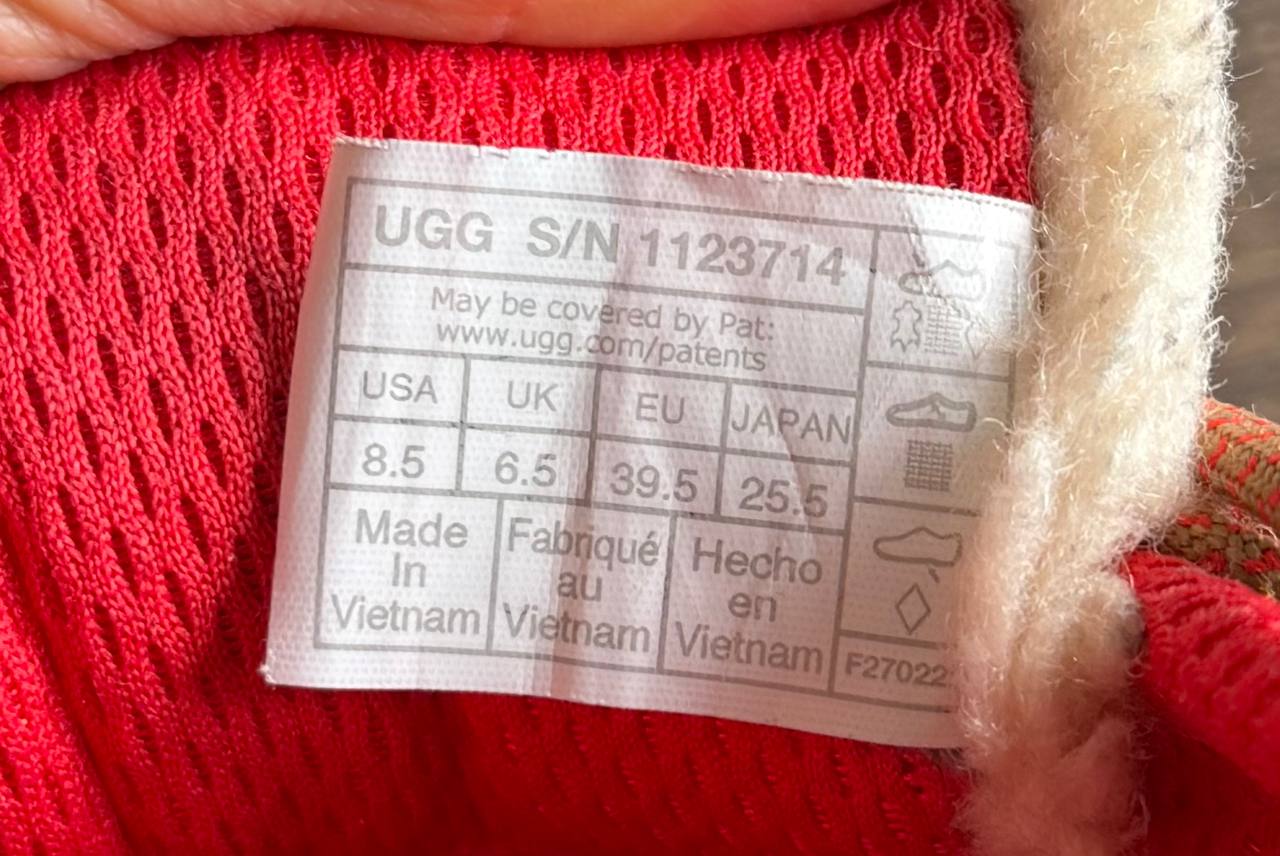 UGG S/N 1123714
May be covered by Pat:
www.ugg.com/patents
USA UK EU JAPAN
8.5 6.5 39.5 25.5
Made
In
Vietnam
Fabriqué
au
Vietnam
Hecho
en
Vietnam